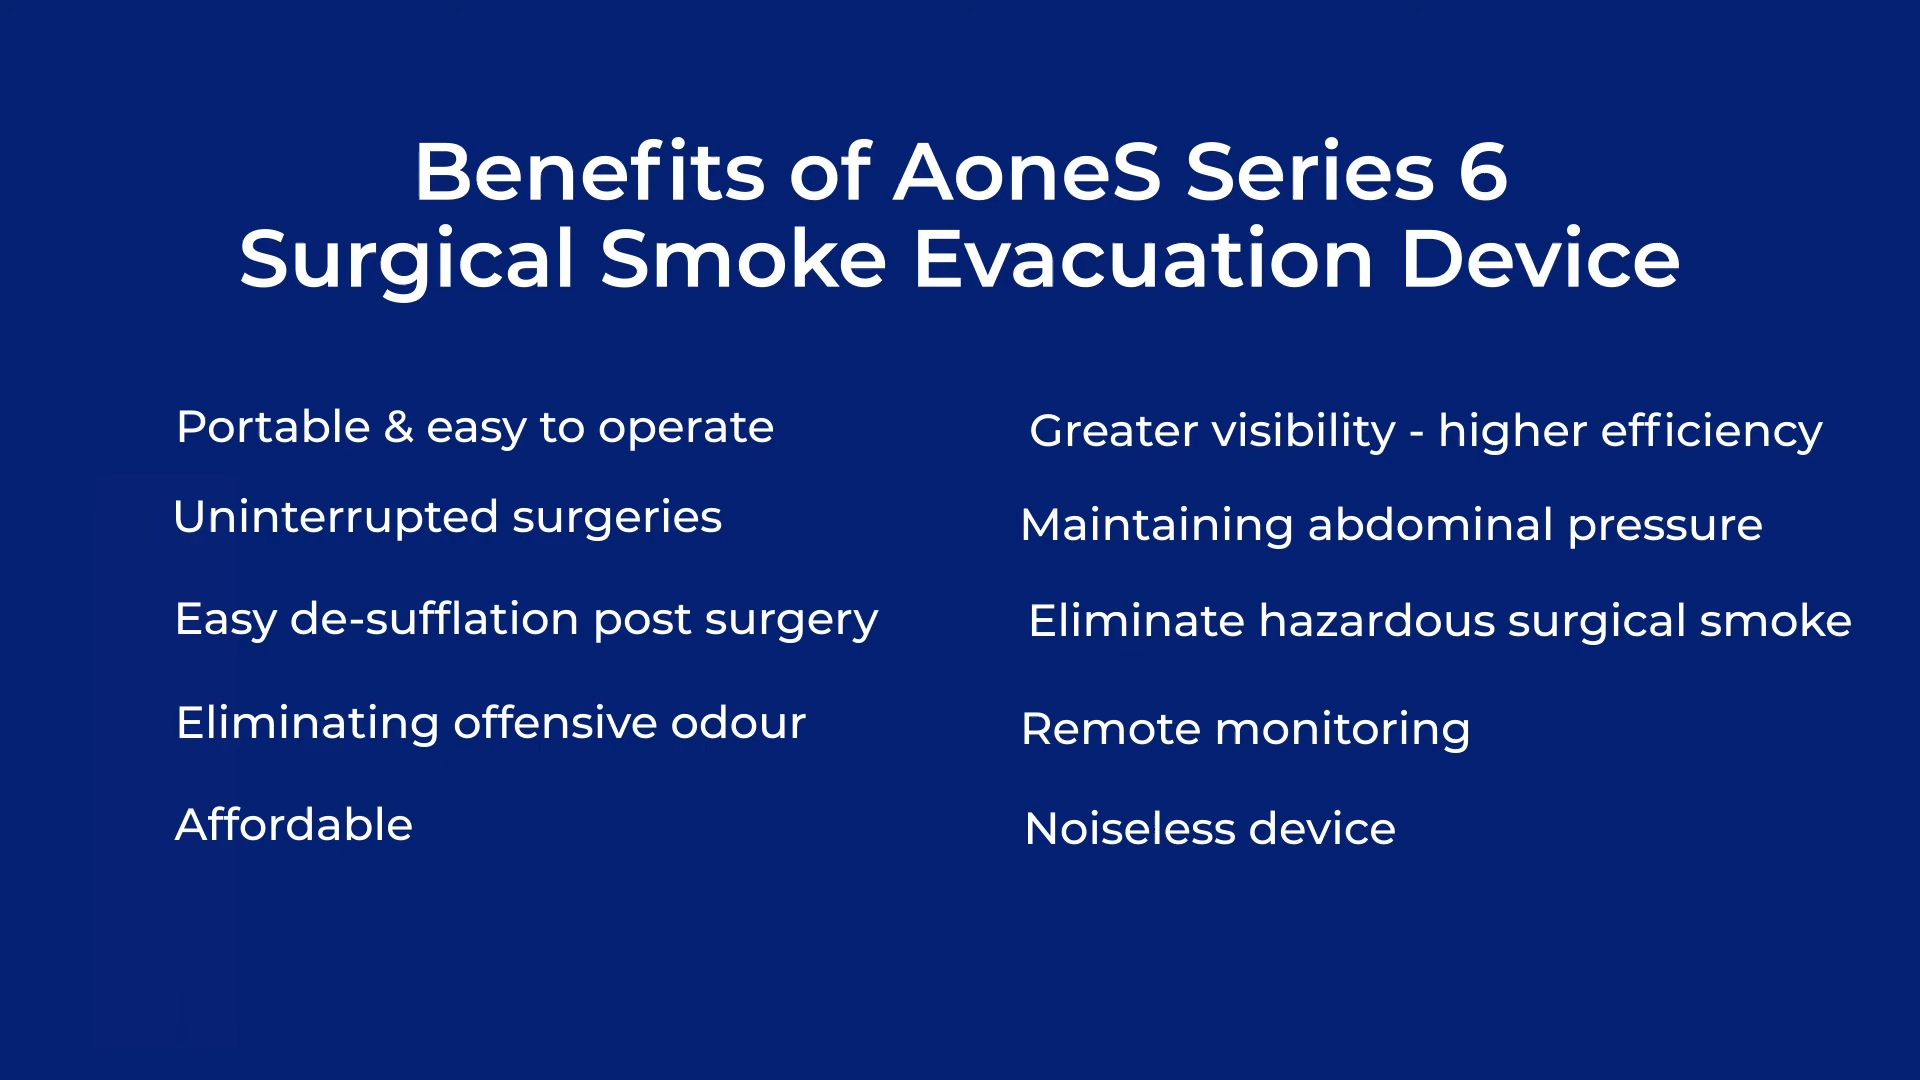 Benefits of AoneS Series 6
Surgical Smoke Evacuation Device
Portable & easy to operate
Uninterrupted surgeries
Easy de-sufflation post surgery
Eliminating offensive odour
Affordable
Greater visibility - higher efficiency
Maintaining abdominal pressure
Eliminate hazardous surgical smoke
Remote monitoring
Noiseless device